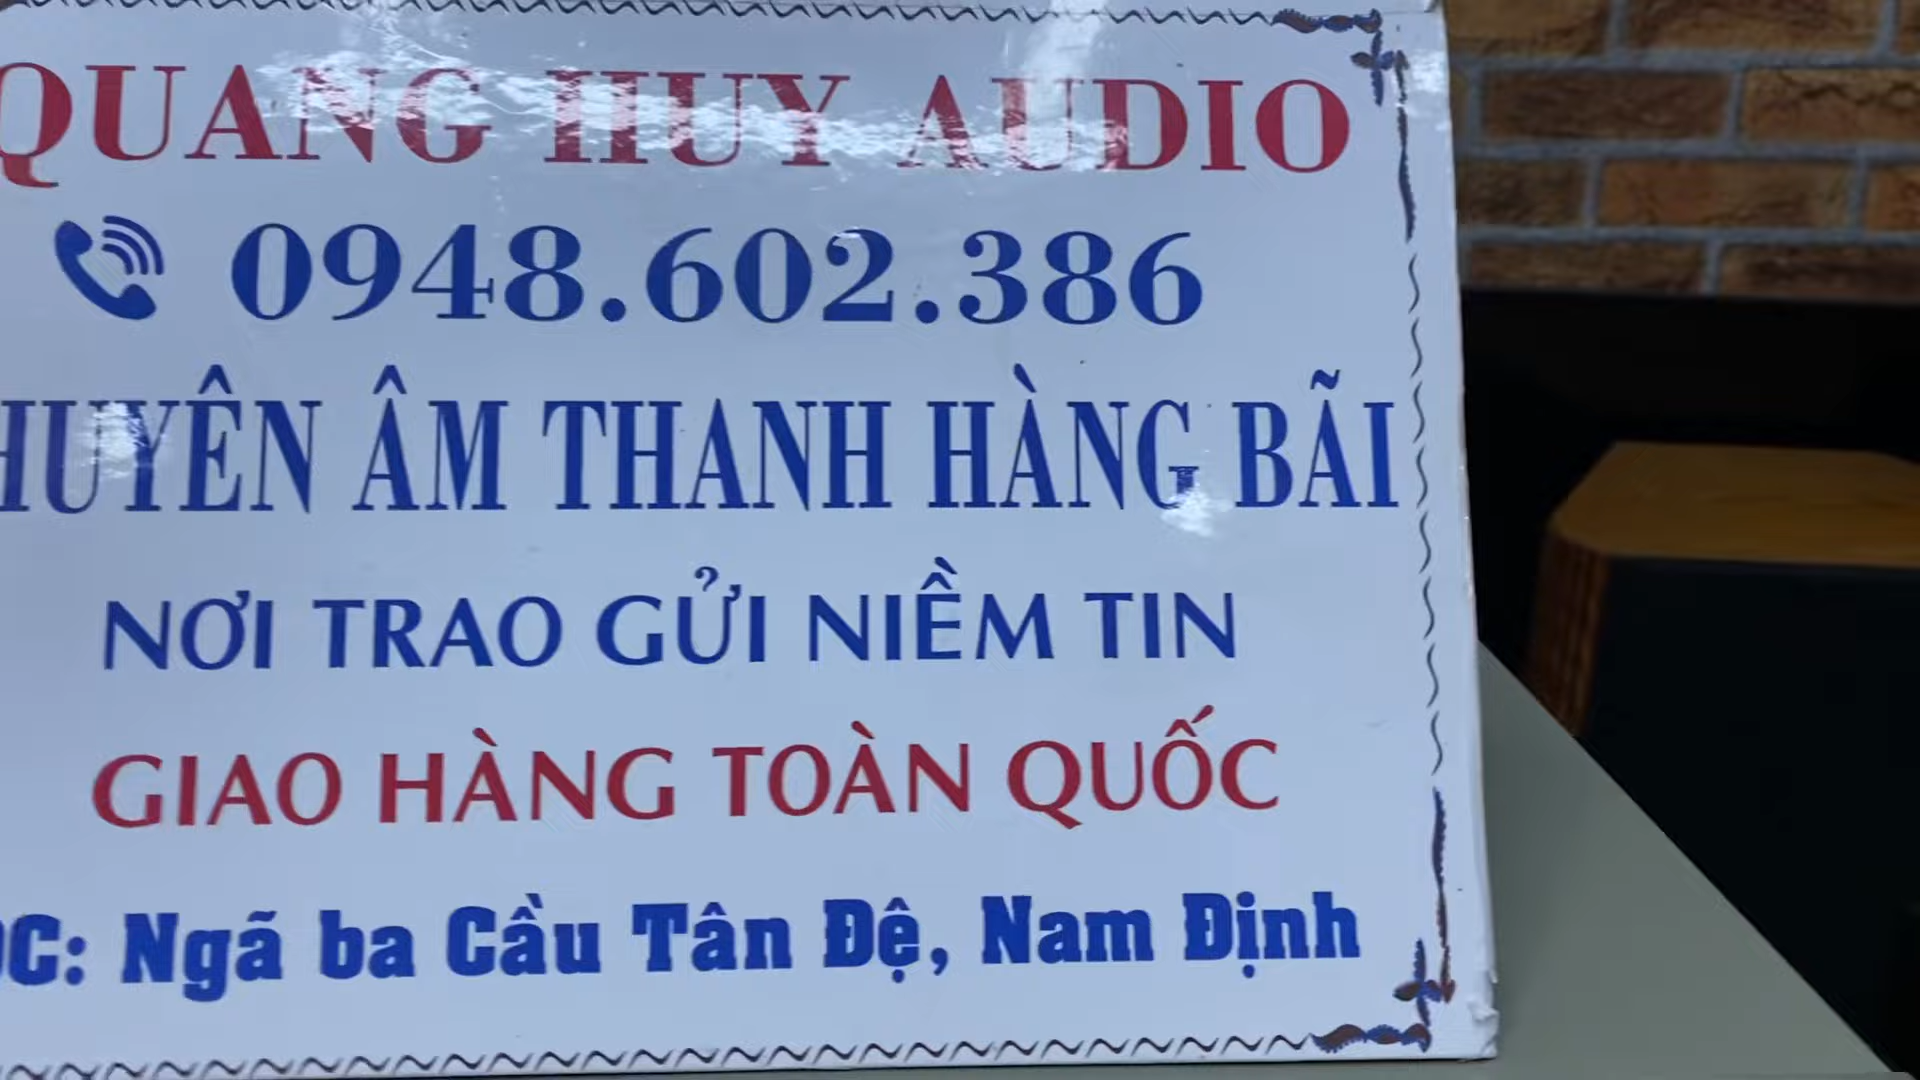 QUANG HUY AUDIO
0948.602.386
HUYÊN ÂM THANH HÀNG BÃI
NƠI TRAO GỬI NIỀM TIN
GIAO HÀNG TOÀN QUỐC
ĐC: Ngã ba Cầu Tân Đệ, Nam Định